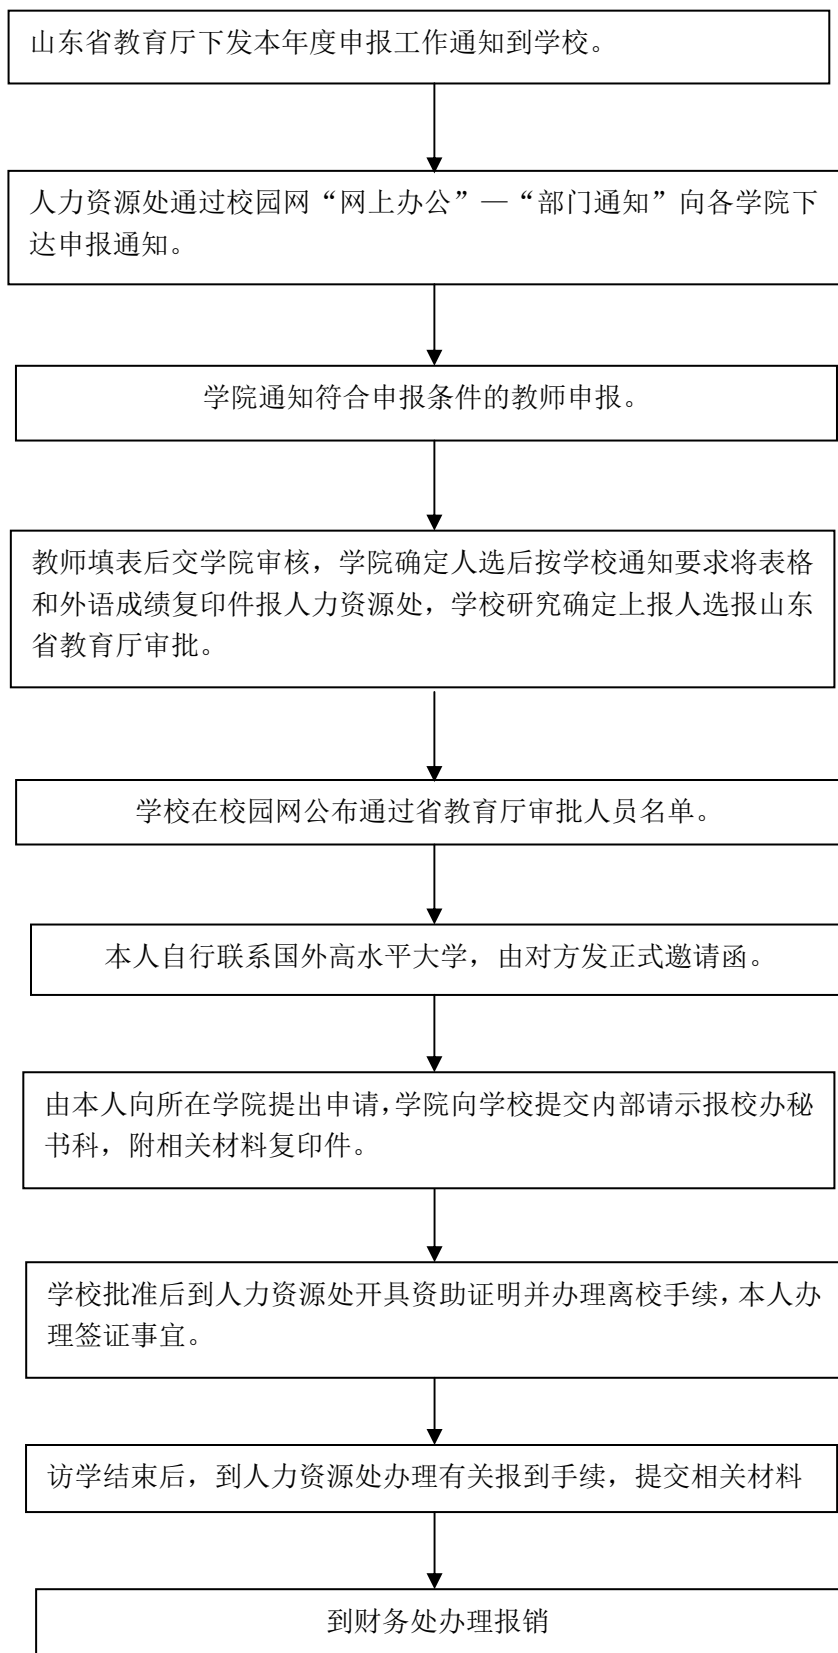 山东省教育厅下发本年度申报工作通知到学校。
人力资源处通过校园网“网上办公”—“部门通知”向各学院下
达申报通知。
学院通知符合申报条件的教师申报。
教师填表后交学院审核，学院确定人选后按学校通知要求将表格
和外语成绩复印件报人力资源处，学校研究确定上报人选报山东
省教育厅审批。
学校在校园网公布通过省教育厅审批人员名单。
本人自行联系国外高水平大学，由对方发正式邀请函。
由本人向所在学院提出申请，学院向学校提交内部请示报校办秘
书科，附相关材料复印件。
学校批准后到人力资源处开具资助证明并办理离校手续，本人办
理签证事宜。
访学结束后，到人力资源处办理有关报到手续，提交相关材料
到财务处办理报销